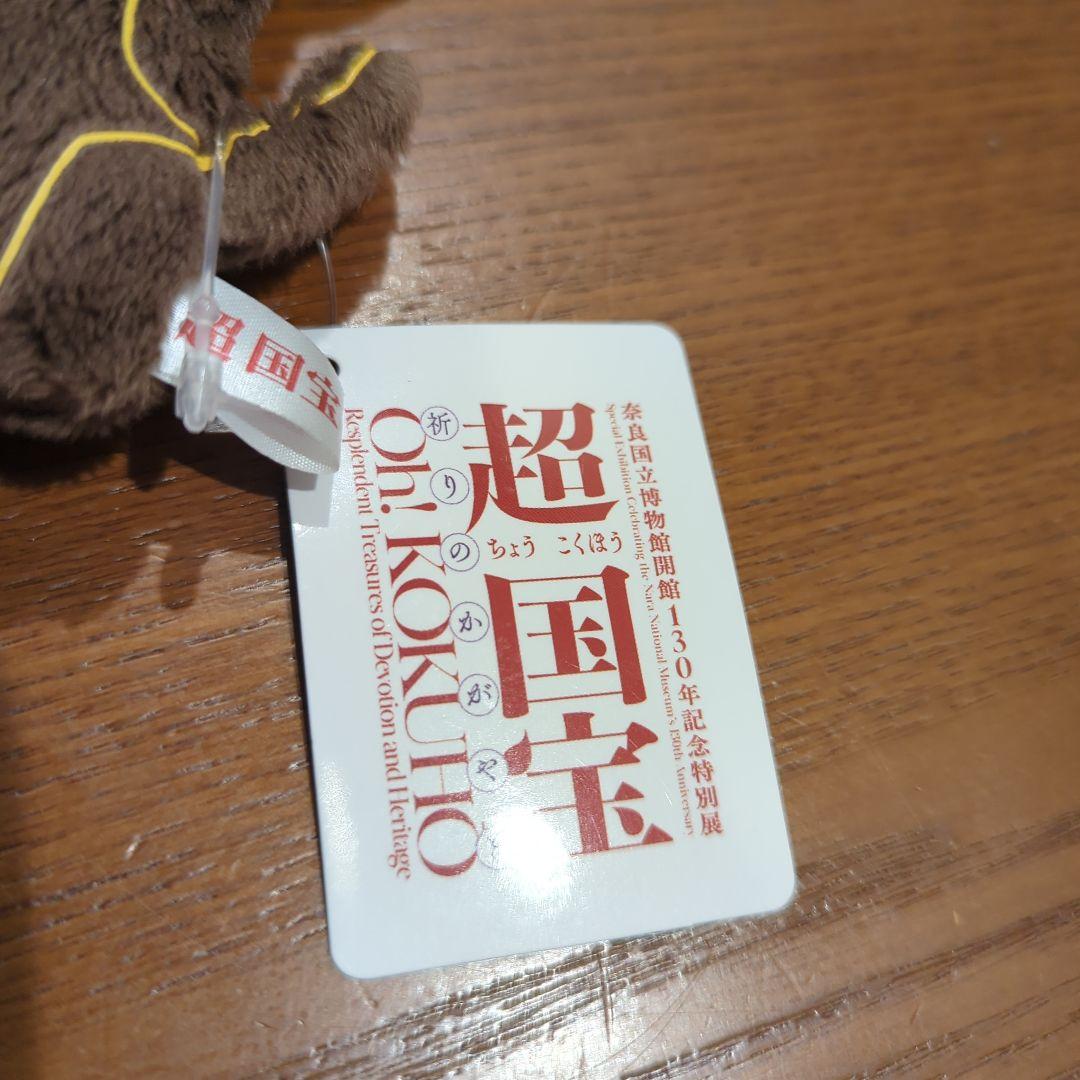 超国宝
奈良国立博物館開館130年記念特別展
Special Exhibition Celebrating the Nara National Museum's 130th Anniversary
超国宝
ちょう こくほう
祈りのかがやき
Oh! KOKUHO
Resplendent Treasures of Devotion and Heritage